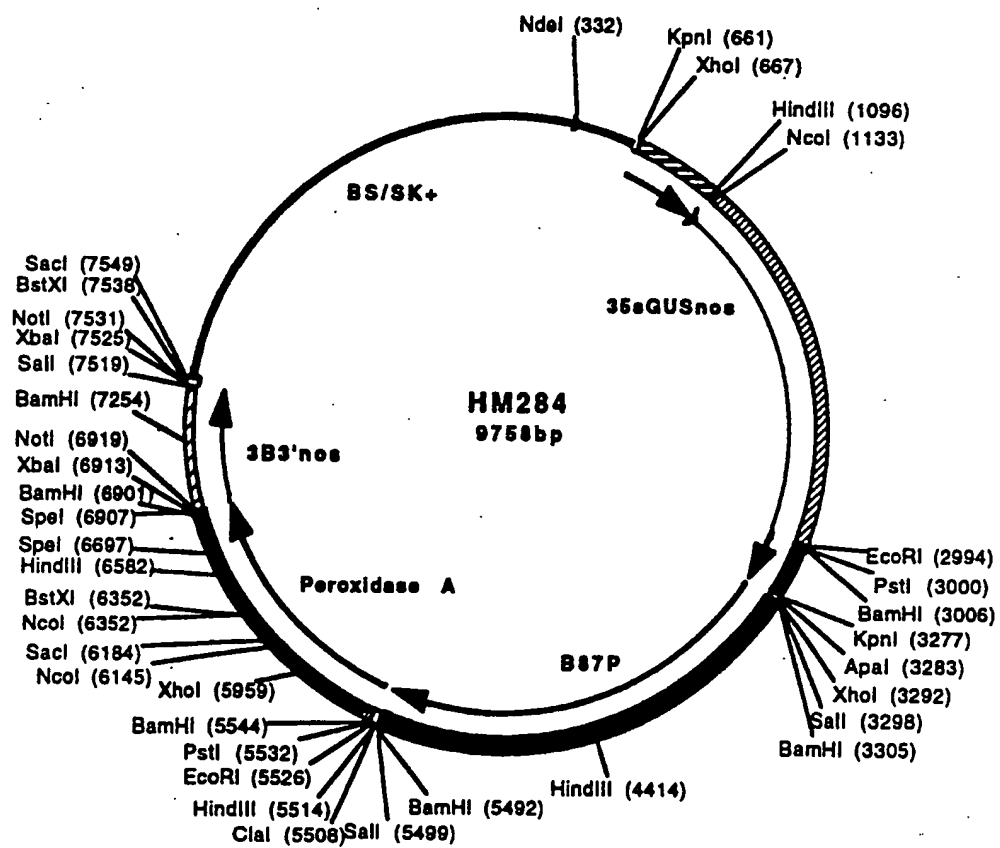 NdeI (332)
KpnI (661)
XhoI (667)
HindIII (1096)
NcoI (1133)
BS/SK+
SacI (7549)
BstXI (7538)
NotI (7531)
XbaI (7525)
SalI (7519)
BamHI (7254)
NotI (6919)
XbaI (6913)
BamHI (6901)
SpeI (6907)
SpeI (6697)
HindIII (6582)
BstXI (6352)
NcoI (6352)
SacI (6184)
NcoI (6145)
XhoI (5959)
BamHI (5544)
PstI (5532)
EcoRI (5526)
HindIII (5514)
ClaI (5508)
SalI (5499)
BamHI (5492)
HindIII (4414)
35sGUSnos
HM284
9758bp
3B3'nos
Peroxidase A
B87P
EcoRI (2994)
PstI (3000)
BamHI (3006)
KpnI (3277)
ApaI (3283)
XhoI (3292)
SalI (3298)
BamHI (3305)